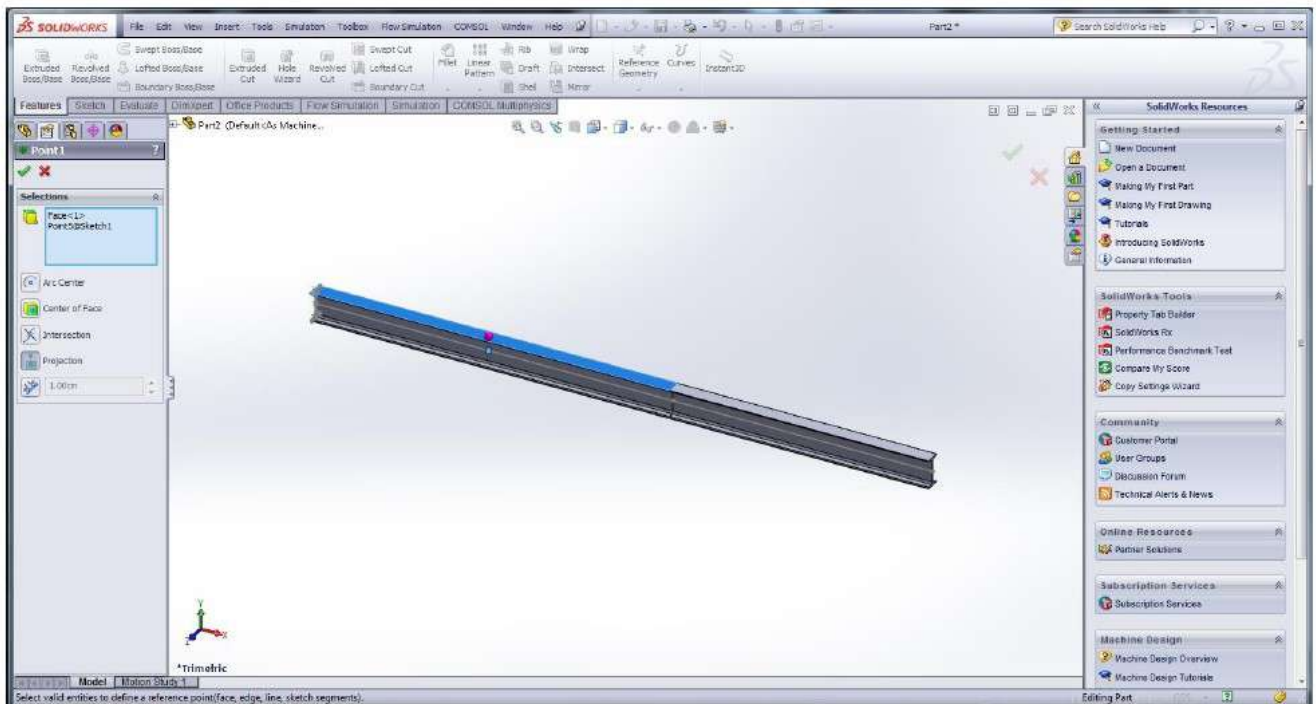 SOLIDWORKS File Edit View Insert Tools Simulation Toolbox Flow Simulation COMSOL Window Help Part2 * Search SolidWorks Help
Extruded Boss/Base Revolved Boss/Base Swept Boss/Base Lofted Boss/Base Boundary Boss/Base Extruded Cut Hole Wizard Revolved Cut Swept Cut Lofted Cut Boundary Cut Fillet Linear Pattern Rib Draft Shell Wrap Intersect Mirror Reference Geometry Curves Instant3D
Features Sketch Evaluate DimXpert Office Products Flow Simulation Simulation COMSOL Multiphysics
Part2 (Default<As Machine...
Point1 ?
Selections
Face<1>
Point5@Sketch1
Arc Center
Center of Face
Intersection
Projection
1.00cm
Y
X
Z
*Trimetric
Model Motion Study 1
Select valid entities to define a reference point(face, edge, line, sketch segments).
Editing Part
SolidWorks Resources
Getting Started
New Document
Open a Document
Making My First Part
Making My First Drawing
Tutorials
Introducing SolidWorks
General Information
SolidWorks Tools
Property Tab Builder
SolidWorks Rx
Performance Benchmark Test
Compare My Score
Copy Settings Wizard
Community
Customer Portal
User Groups
Discussion Forum
Technical Alerts & News
Online Resources
Partner Solutions
Subscription Services
Subscription Services
Machine Design
Machine Design Overview
Machine Design Tutorials